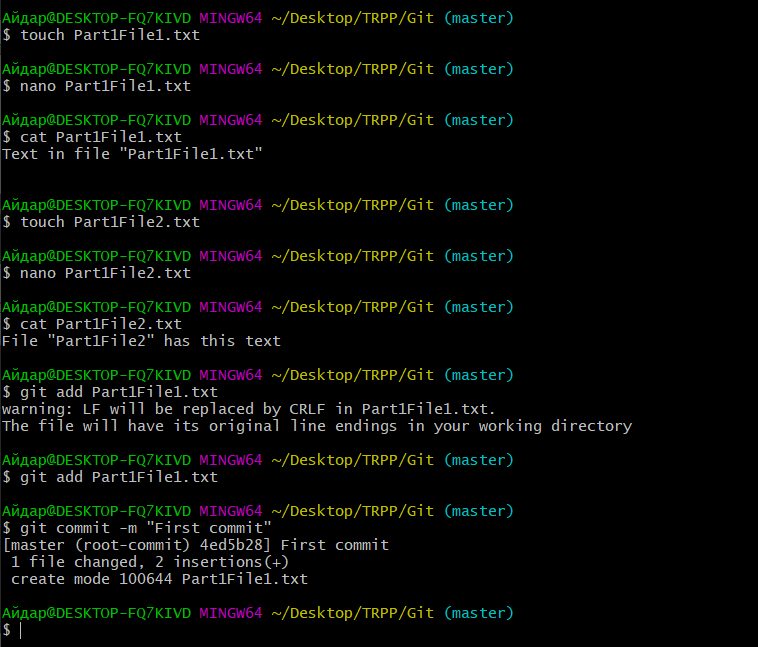 Айдар@DESKTOP-FQ7KIVD MINGW64 ~/Desktop/TRPP/Git (master)
$ touch Part1File1.txt
Айдар@DESKTOP-FQ7KIVD MINGW64 ~/Desktop/TRPP/Git (master)
$ nano Part1File1.txt
Айдар@DESKTOP-FQ7KIVD MINGW64 ~/Desktop/TRPP/Git (master)
$ cat Part1File1.txt
Text in file "Part1File1.txt"
Айдар@DESKTOP-FQ7KIVD MINGW64 ~/Desktop/TRPP/Git (master)
$ touch Part1File2.txt
Айдар@DESKTOP-FQ7KIVD MINGW64 ~/Desktop/TRPP/Git (master)
$ nano Part1File2.txt
Айдар@DESKTOP-FQ7KIVD MINGW64 ~/Desktop/TRPP/Git (master)
$ cat Part1File2.txt
File "Part1File2" has this text
Айдар@DESKTOP-FQ7KIVD MINGW64 ~/Desktop/TRPP/Git (master)
$ git add Part1File1.txt
warning: LF will be replaced by CRLF in Part1File1.txt.
The file will have its original line endings in your working directory
Айдар@DESKTOP-FQ7KIVD MINGW64 ~/Desktop/TRPP/Git (master)
$ git add Part1File1.txt
Айдар@DESKTOP-FQ7KIVD MINGW64 ~/Desktop/TRPP/Git (master)
$ git commit -m "First commit"
[master (root-commit) 4ed5b28] First commit
 1 file changed, 2 insertions(+)
 create mode 100644 Part1File1.txt
Айдар@DESKTOP-FQ7KIVD MINGW64 ~/Desktop/TRPP/Git (master)
$